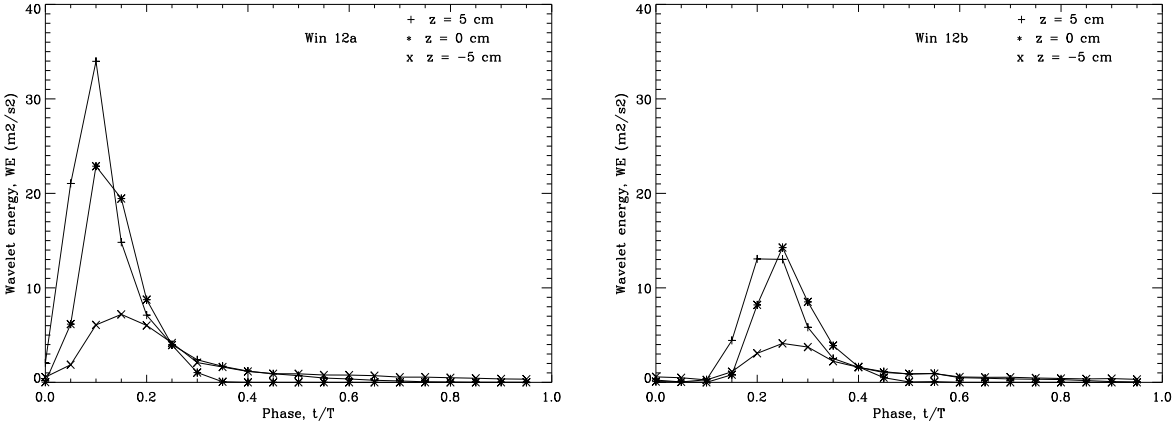 40
+ z = 5 cm
Win 12a
* z = 0 cm
x z = −5 cm
30
20
10
0
Wavelet energy, WE (m2/s2)
0.0 0.2 0.4 0.6 0.8 1.0
Phase, t/T
40
+ z = 5 cm
Win 12b
* z = 0 cm
x z = −5 cm
30
20
10
0
Wavelet energy, WE (m2/s2)
0.0 0.2 0.4 0.6 0.8 1.0
Phase, t/T